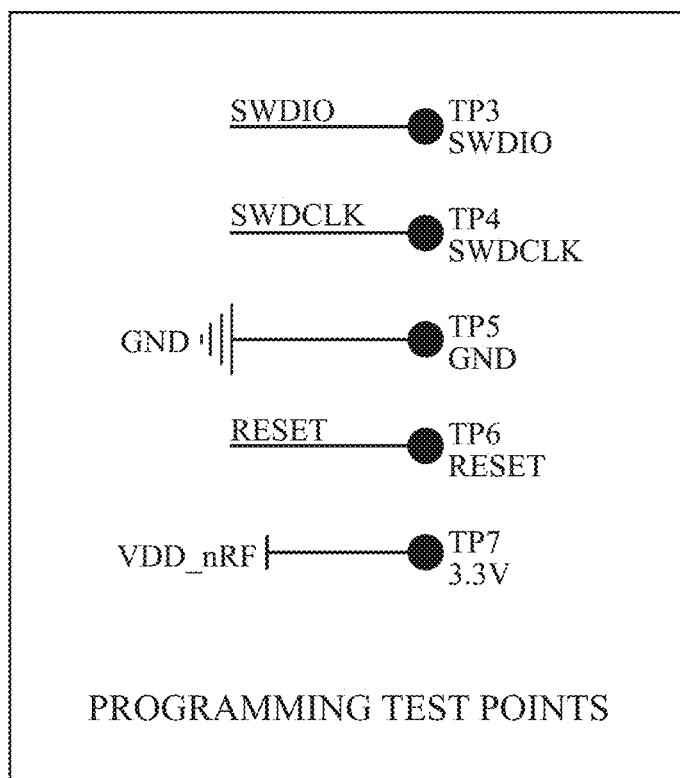 SWDIO
TP3
SWDIO
SWDCLK
TP4
SWDCLK
GND
TP5
GND
RESET
TP6
RESET
VDD_nRF
TP7
3.3V
PROGRAMMING TEST POINTS